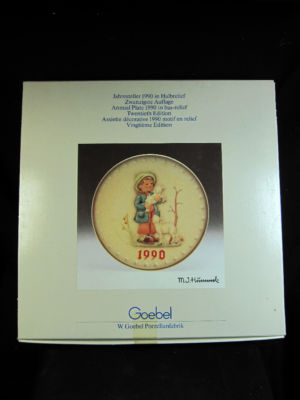 Jahresteller 1990 in Halbrelief
Zwanzigste Auflage
Annual Plate 1990 in bas-relief
Twentieth Edition
Assiette décorative 1990 motif en relief
Vingtième Edition
1990
M.J. Hümmel
Goebel
W. Goebel Porzellanfabrik